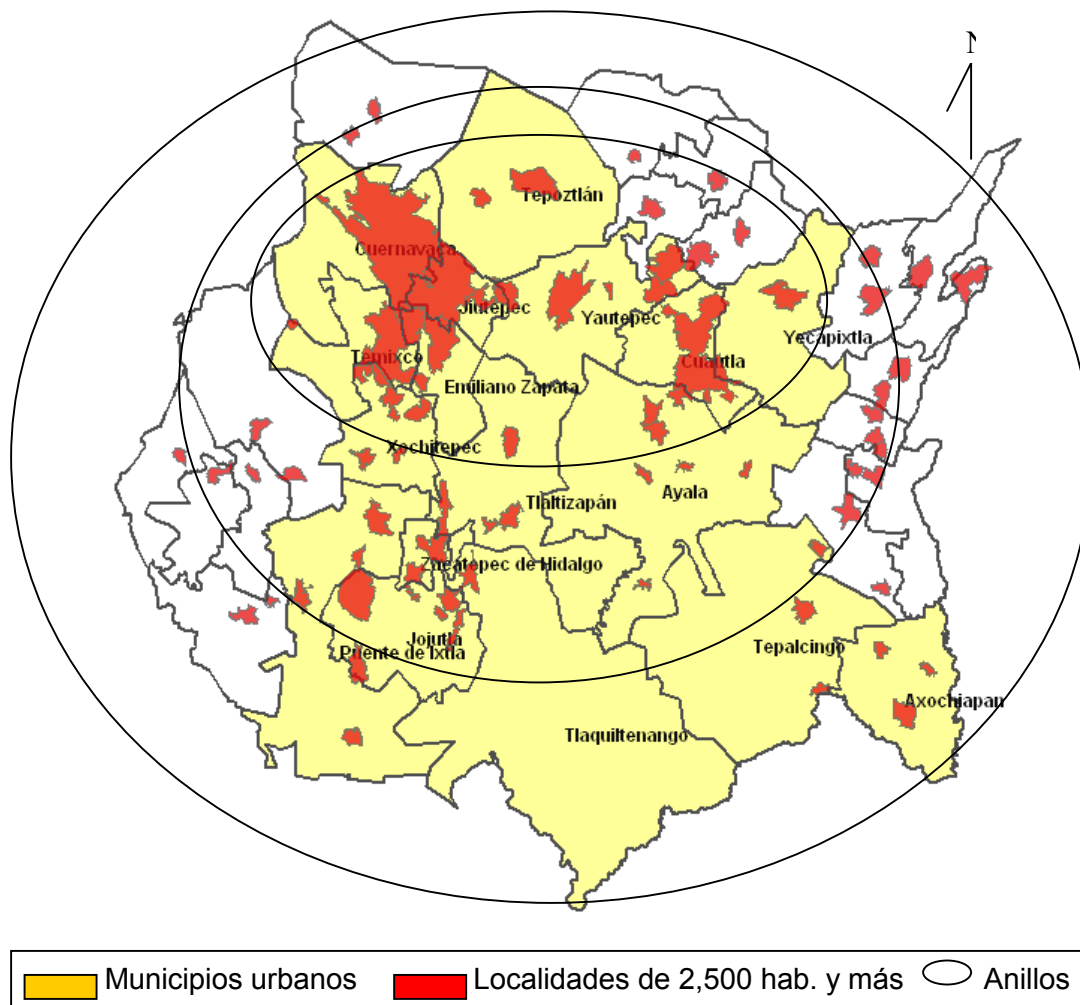 N
Tepoztlán
Cuernavaca
Jiutepec
Yautepec
Yecapixtla
Temixco
Cuautla
Emiliano Zapata
Xochitepec
Ayala
Tlaltizapán
Zacatepec de Hidalgo
Jojutla
Puente de Ixtla
Tepalcingo
Axochiapan
Tlaquiltenango
Municipios urbanos Localidades de 2,500 hab. y más Anillos